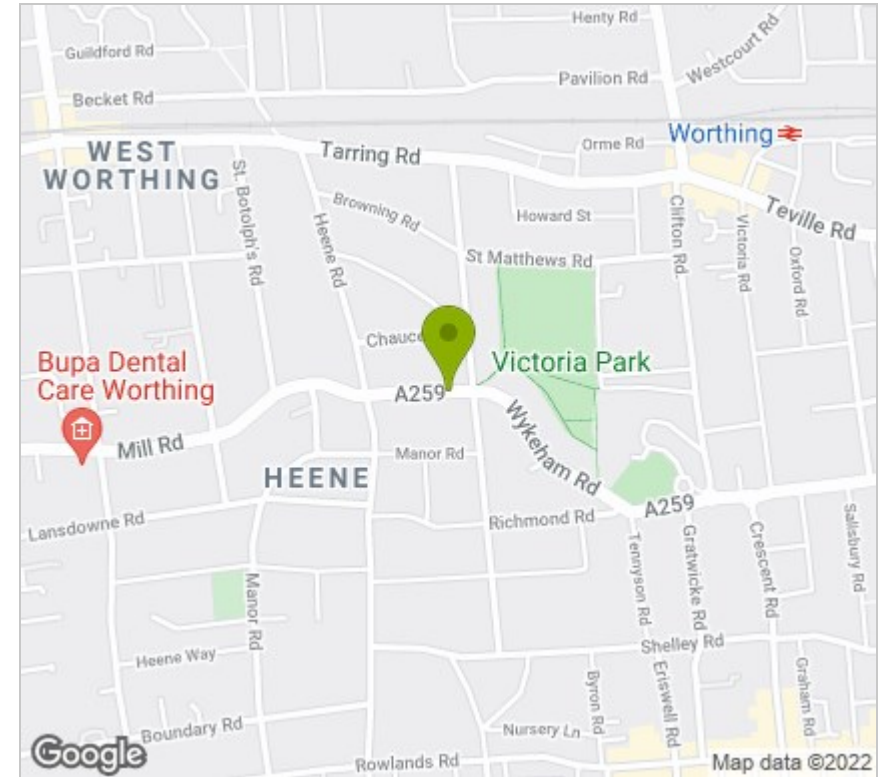 Henty Rd
Guildford Rd
Westcourt Rd
Pavilion Rd
Becket Rd
Worthing
Orme Rd
WEST
WORTHING
Tarring Rd
St. Botolph's Rd
Browning Rd
Heene Rd
Howard St
Clifton Rd
Victoria Rd
Teville Rd
Oxford Rd
St Matthews Rd
Chauce
Victoria Park
Bupa Dental
Care Worthing
A259
Wykeham Rd
Mill Rd
Manor Rd
HEENE
Lansdowne Rd
Richmond Rd
A259
Salisbury Rd
Tennyson Rd
Gratwicke Rd
Crescent Rd
Manor Rd
Shelley Rd
Heene Way
Byron Rd
Eriswell Rd
Graham Rd
Boundary Rd
Nursery Ln
Google
Rowlands Rd
Map data ©2022